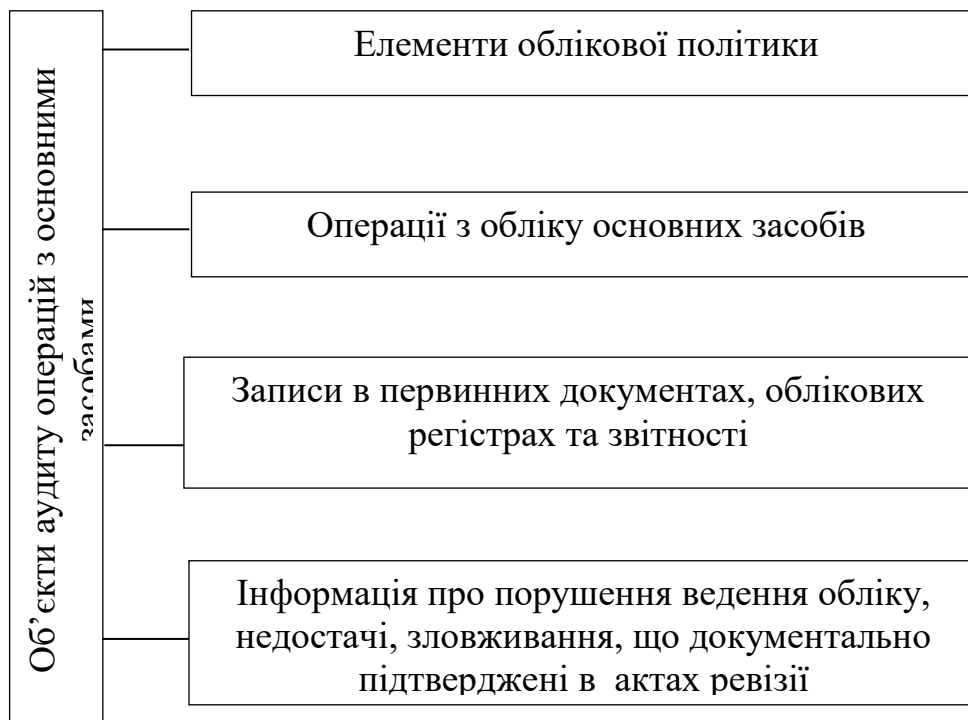 Об’єкти аудиту операцій з основними
засобами
Елементи облікової політики
Операції з обліку основних засобів
Записи в первинних документах, облікових
регістрах та звітності
Інформація про порушення ведення обліку,
недостачі, зловживання, що документально
підтверджені в актах ревізії